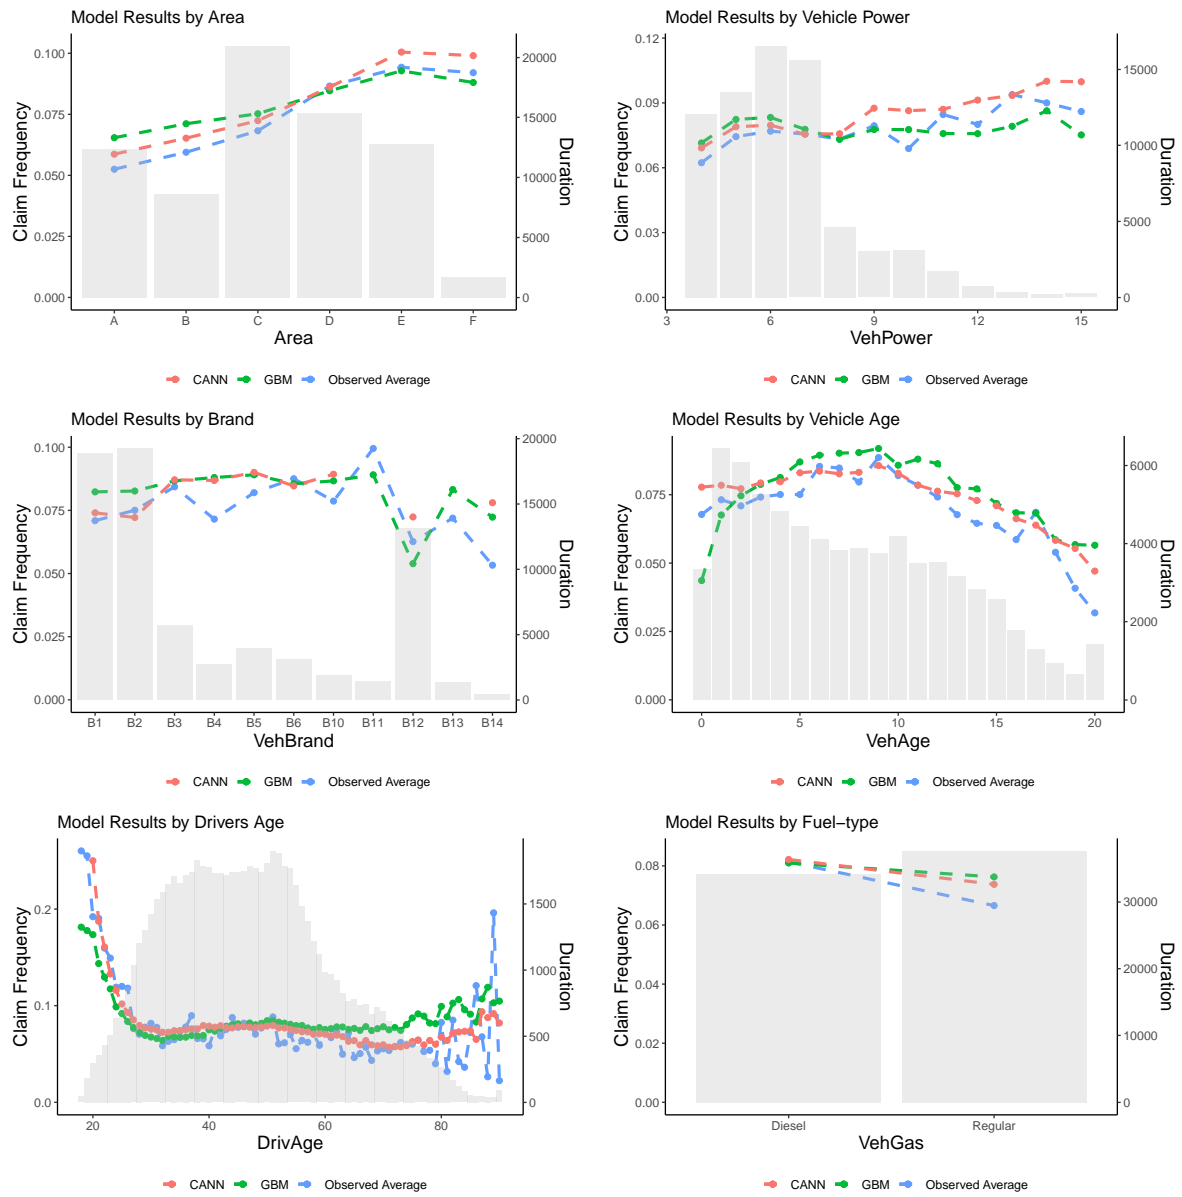 Model Results by Area
Claim Frequency
0.100
0.075
0.050
0.025
0.000
20000
15000
10000
5000
0
Duration
A B C D E F
Area
CANN GBM Observed Average
Model Results by Vehicle Power
Claim Frequency
0.12
0.09
0.06
0.03
0.00
15000
10000
5000
0
Duration
3 6 9 12 15
VehPower
CANN GBM Observed Average
Model Results by Brand
Claim Frequency
0.100
0.075
0.050
0.025
0.000
20000
15000
10000
5000
0
Duration
B1 B2 B3 B4 B5 B6 B10 B11 B12 B13 B14
VehBrand
CANN GBM Observed Average
Model Results by Vehicle Age
Claim Frequency
0.075
0.050
0.025
0.000
6000
4000
2000
0
Duration
0 5 10 15 20
VehAge
CANN GBM Observed Average
Model Results by Drivers Age
Claim Frequency
0.2
0.1
0.0
1500
1000
500
0
Duration
20 40 60 80
DrivAge
CANN GBM Observed Average
Model Results by Fuel−type
Claim Frequency
0.08
0.06
0.04
0.02
0.00
30000
20000
10000
0
Duration
Diesel Regular
VehGas
CANN GBM Observed Average